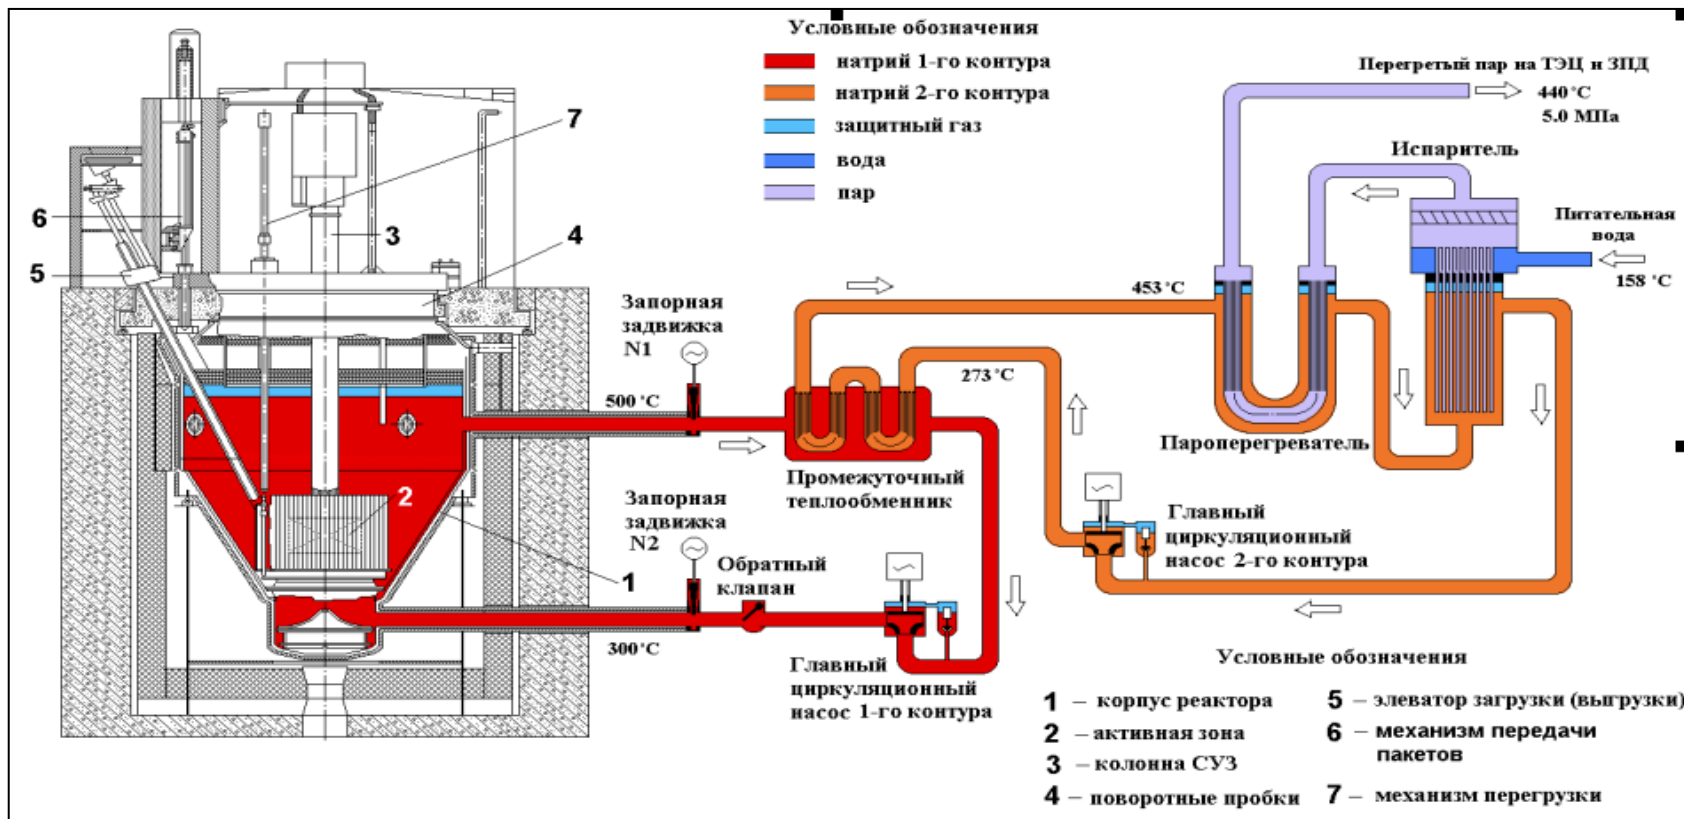 Условные обозначения
натрий 1-го контура
натрий 2-го контура
защитный газ
вода
пар
Перегретый пар на ТЭЦ и ЗПД
440°C
5.0 МПа
Испаритель
Питательная
вода
158 °C
7
6
3
4
5
Запорная
задвижка
N1
453°C
273°C
500°C
Пароперегреватель
Промежуточный
теплообменник
2
Запорная
задвижка
N2
Главный
циркуляционный
насос 2-го контура
Обратный
клапан
1
300°C
Главный
циркуляционный
насос 1-го контура
Условные обозначения
1 – корпус реактора
2 – активная зона
3 – колонна СУЗ
4 – поворотные пробки
5 – элеватор загрузки (выгрузки)
6 – механизм передачи
пакетов
7 – механизм перегрузки